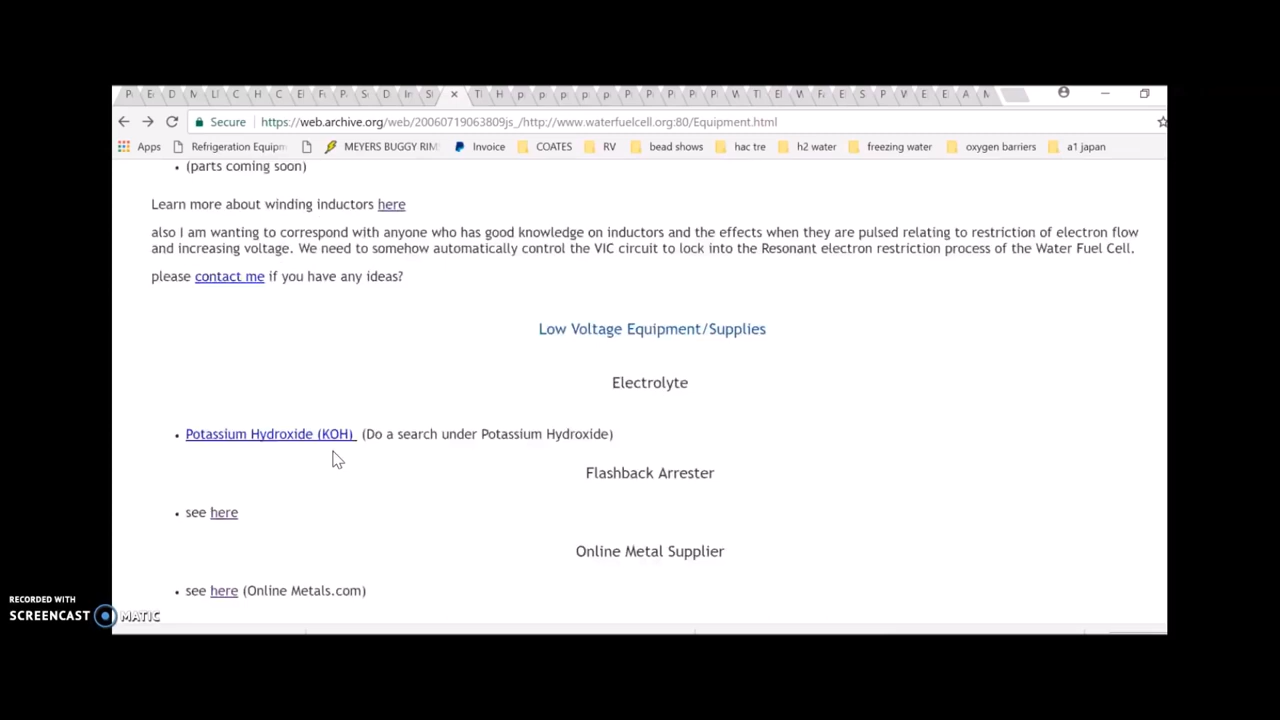 P E D M LI C H C El F P S D In S Tl H p p p p p P P P P P W Tl El W F E S P V E E A M
Secure https://web.archive.org/web/20060719063809js_/http://www.waterfuelcell.org:80/Equipment.html
Apps Refrigeration Equipm MEYERS BUGGY RIM Invoice COATES RV bead shows hac tre h2 water freezing water oxygen barriers a1 japan
• (parts coming soon)
Learn more about winding inductors here
also I am wanting to correspond with anyone who has good knowledge on inductors and the effects when they are pulsed relating to restriction of electron flow
and increasing voltage. We need to somehow automatically control the VIC circuit to lock into the Resonant electron restriction process of the Water Fuel Cell.
please contact me if you have any ideas?
Low Voltage Equipment/Supplies
Electrolyte
• Potassium Hydroxide (KOH) (Do a search under Potassium Hydroxide)
Flashback Arrester
• see here
Online Metal Supplier
• see here (Online Metals.com)
RECORDED WITH
SCREENCAST MATIC